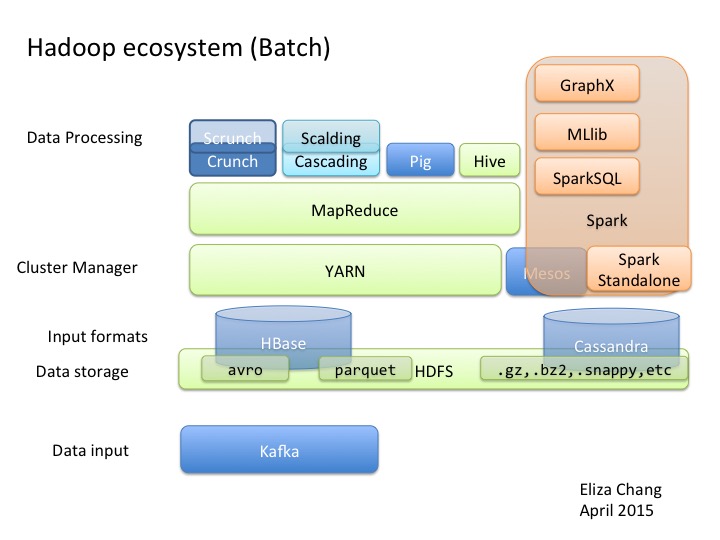 Hadoop ecosystem (Batch)
GraphX
Data Processing
Scrunch
Scalding
MLlib
Crunch
Cascading
Pig
Hive
SparkSQL
MapReduce
Spark
Cluster Manager
YARN
Mesos
Spark
Standalone
Input formats
HBase
Cassandra
Data storage
avro
parquet
HDFS
.gz,.bz2,.snappy,etc
Data input
Kafka
Eliza Chang
April 2015